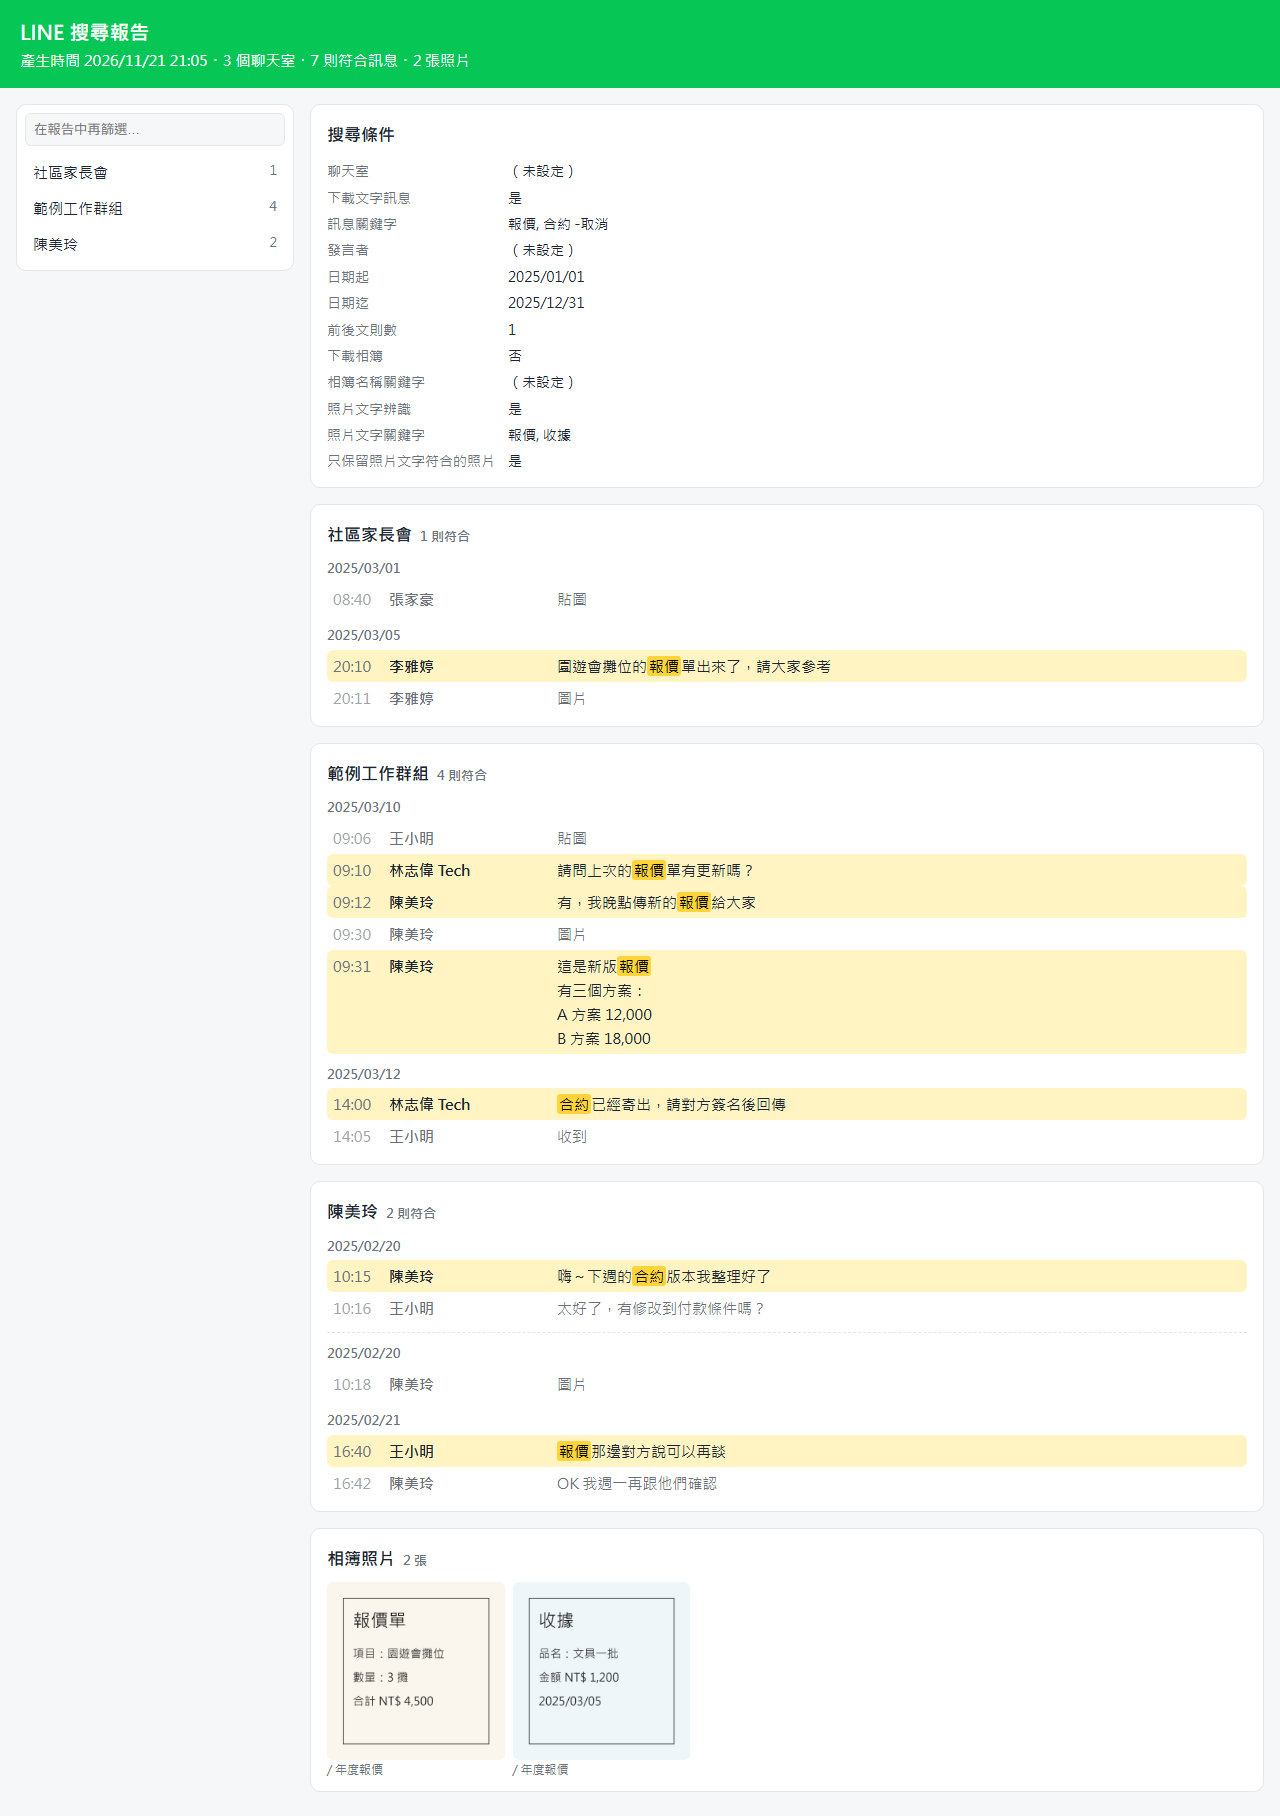 LINE 搜尋報告
產生時間 2026/11/21 21:05 · 3 個聊天室 · 7 則符合訊息 · 2 張照片
在報告中再篩選...
社區家長會 1
範例工作群組 4
陳美玲 2
搜尋條件
聊天室 （未設定）
下載文字訊息 是
訊息關鍵字 報價, 合約 -取消
發言者 （未設定）
日期起 2025/01/01
日期迄 2025/12/31
前後文則數 1
下載相簿 否
相簿名稱關鍵字 （未設定）
照片文字辨識 是
照片文字關鍵字 報價, 收據
只保留照片文字符合的照片 是
社區家長會 1 則符合
2025/03/01
08:40 張家豪 貼圖
2025/03/05
20:10 李雅婷 園遊會攤位的報價單出來了，請大家參考
20:11 李雅婷 圖片
範例工作群組 4 則符合
2025/03/10
09:06 王小明 貼圖
09:10 林志偉 Tech 請問上次的報價單有更新嗎？
09:12 陳美玲 有，我晚點傳新的報價給大家
09:30 陳美玲 圖片
09:31 陳美玲 這是新版報價
有三個方案：
A 方案 12,000
B 方案 18,000
2025/03/12
14:00 林志偉 Tech 合約已經寄出，請對方簽名後回傳
14:05 王小明 收到
陳美玲 2 則符合
2025/02/20
10:15 陳美玲 嗨～下週的合約版本我整理好了
10:16 王小明 太好了，有修改到付款條件嗎？
2025/02/20
10:18 陳美玲 圖片
2025/02/21
16:40 王小明 報價那邊對方說可以再談
16:42 陳美玲 OK 我週一再跟他們確認
相簿照片 2 張
報價單
項目：園遊會攤位
數量：3 攤
合計 NT$ 4,500
/ 年度報價
收據
品名：文具一批
金額 NT$ 1,200
2025/03/05
/ 年度報價